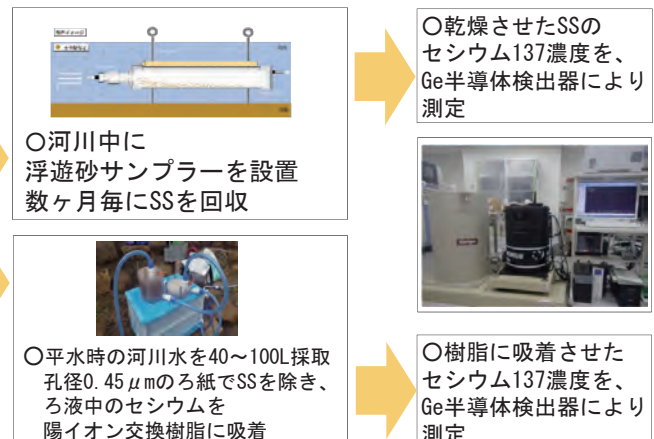 〇河川中に
浮遊砂サンプラーを設置
数ヶ月毎にSSを回収
〇乾燥させたSSの
セシウム137濃度を、
Ge半導体検出器により
測定
〇平水時の河川水を40～100L採取
孔径0.45μmのろ紙でSSを除き、
ろ液中のセシウムを
陽イオン交換樹脂に吸着
〇樹脂に吸着させた
セシウム137濃度を、
Ge半導体検出器により
測定